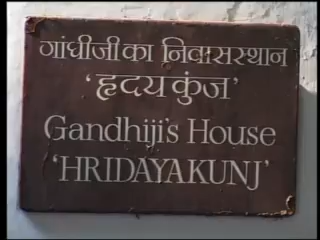 गांधीजी का निवासस्थान
'हृदय कुंज'
Gandhiji's House
'HRIDAYAKUNJ'